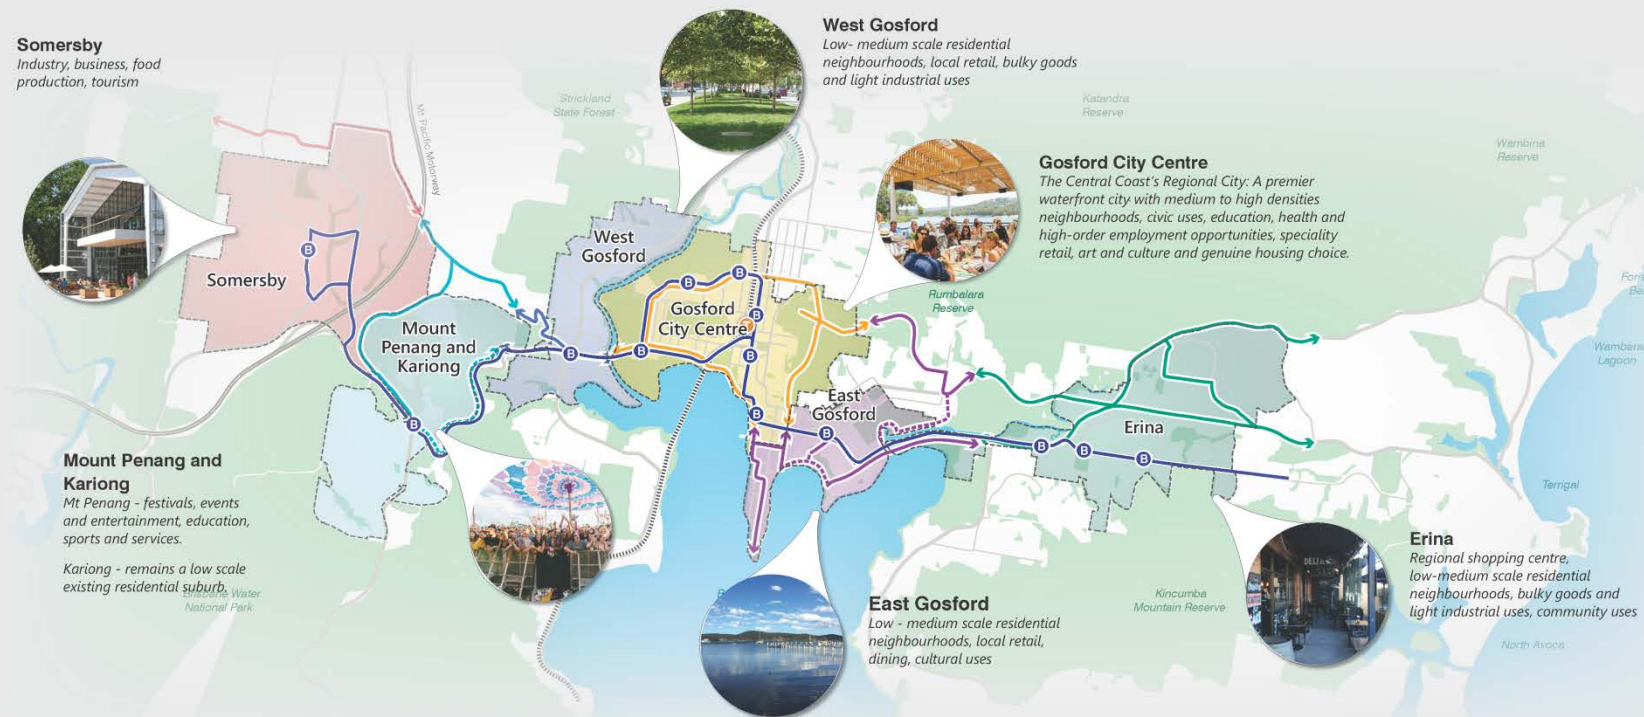 Somersby
Industry, business, food
production, tourism
West Gosford
Low- medium scale residential
neighbourhoods, local retail, bulky goods
and light industrial uses
Strickland
State Forest
Katandra
Reserve
Wambina
Reserve
Mt Pacific Motorway
Gosford City Centre
The Central Coast's Regional City: A premier
waterfront city with medium to high densities
neighbourhoods, civic uses, education, health and
high-order employment opportunities, speciality
retail, art and culture and genuine housing choice.
West
Gosford
B
Somersby
B
B
Rumbalara
Reserve
Gosford
City Centre
B
Mount
Penang and
Kariong
B
B
B
Wamberal
Lagoon
East
Gosford
B
B
B
Erina
B
B
B
Mount Penang and
Kariong
Mt Penang - festivals, events
and entertainment, education,
sports and services.
Kariong - remains a low scale
existing residential suburb.
Brisbane Water
National Park
Terrigal
DELI &
Erina
Regional shopping centre,
low-medium scale residential
neighbourhoods, bulky goods and
light industrial uses, community uses
Kincumba
Mountain Reserve
East Gosford
Low - medium scale residential
neighbourhoods, local retail,
dining, cultural uses
North Avoca